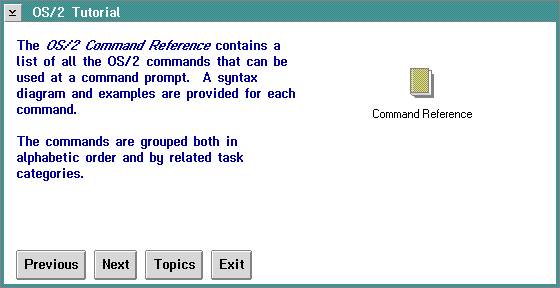 OS/2 Tutorial
The OS/2 Command Reference contains a
list of all the OS/2 commands that can be
used at a command prompt.  A syntax
diagram and examples are provided for each
command.
The commands are grouped both in
alphabetic order and by related task
categories.
Command Reference
Previous Next Topics Exit